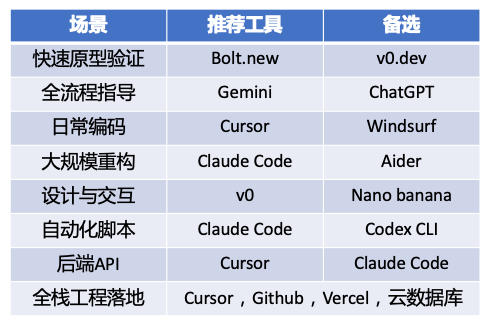 场景 推荐工具 备选
快速原型验证 Bolt.new v0.dev
全流程指导 Gemini ChatGPT
日常编码 Cursor Windsurf
大规模重构 Claude Code Aider
设计与交互 v0 Nano banana
自动化脚本 Claude Code Codex CLI
后端API Cursor Claude Code
全栈工程落地 Cursor，Github，Vercel，云数据库